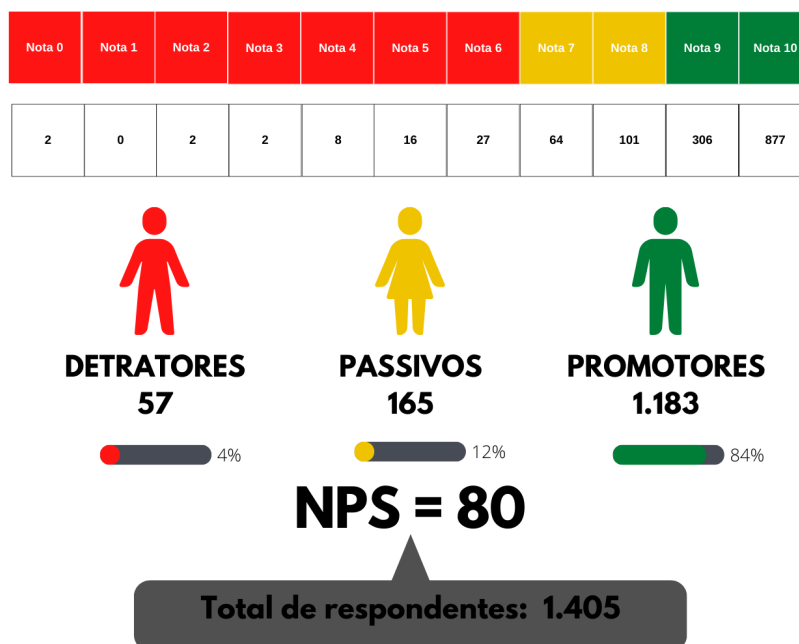 Nota 0 Nota 1 Nota 2 Nota 3 Nota 4 Nota 5 Nota 6 Nota 7 Nota 8 Nota 9 Nota 10
2 0 2 2 8 16 27 64 101 306 877
DETRATORES PASSIVOS PROMOTORES
57 165 1.183
4% 12% 84%
NPS = 80
Total de respondentes: 1.405